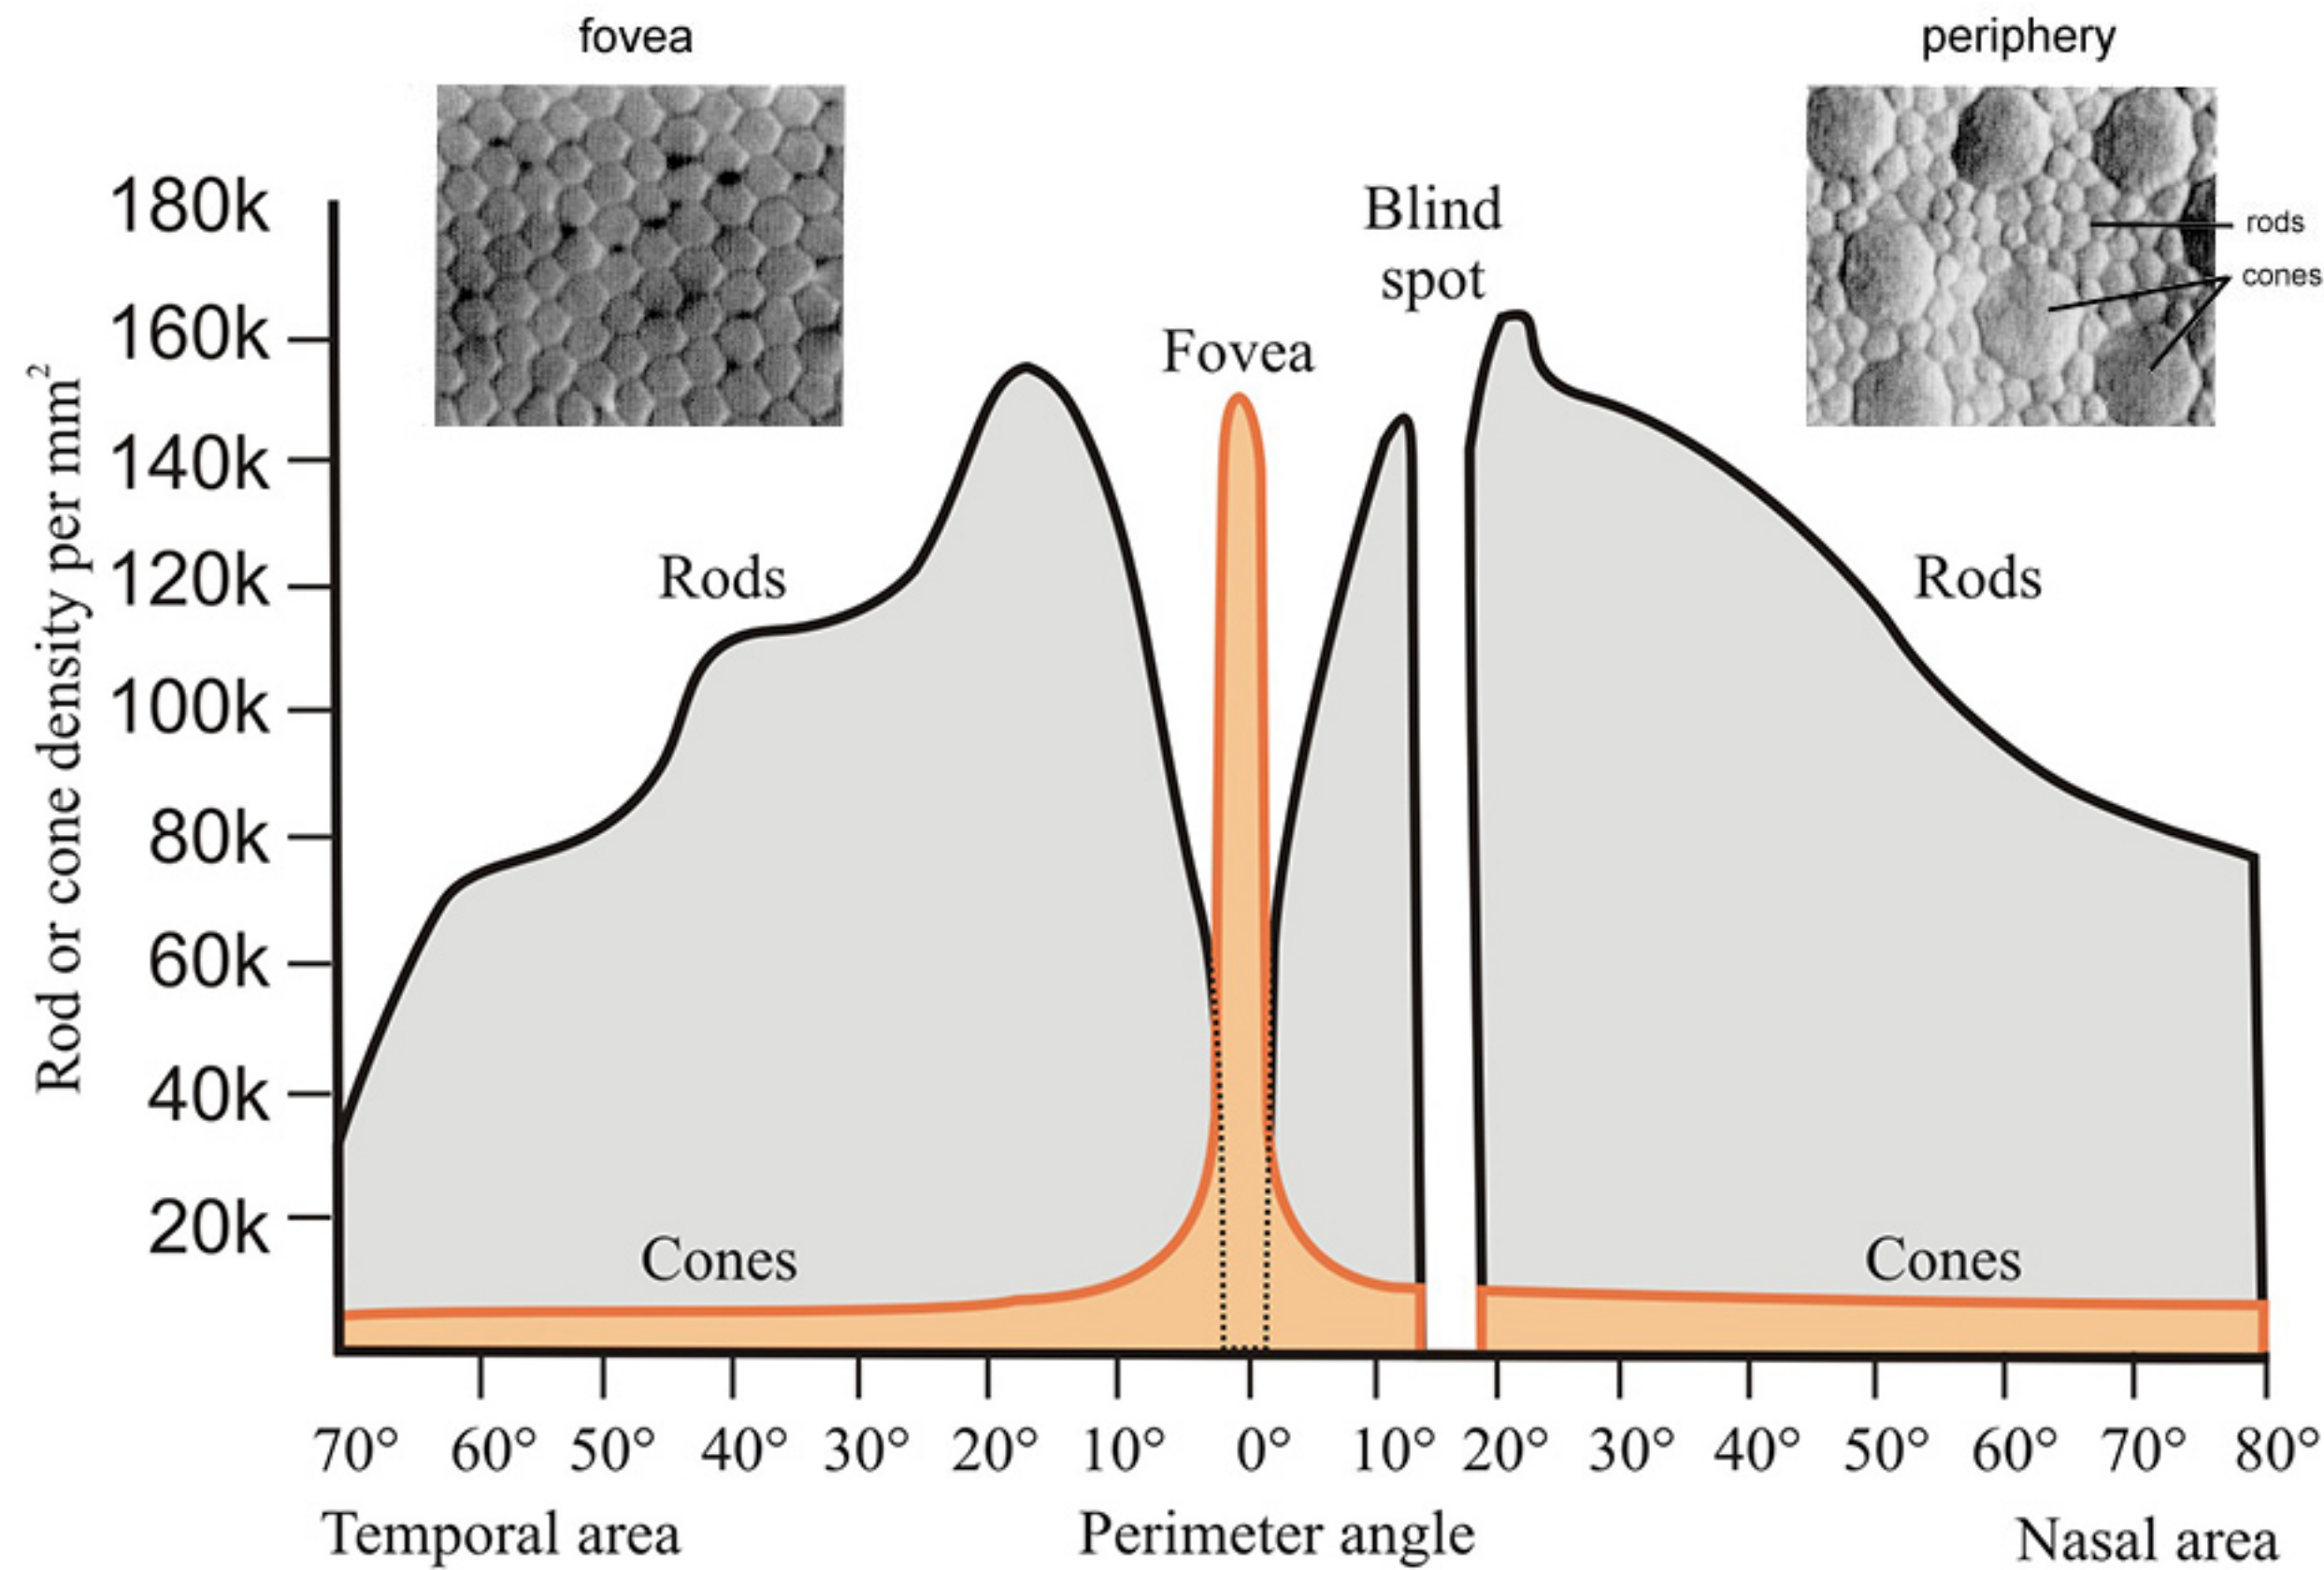 fovea
periphery
rods
cones
Blind
spot
Fovea
Rods
Rods
Cones
Cones
Rod or cone density per mm²
180k
160k
140k
120k
100k
80k
60k
40k
20k
70° 60° 50° 40° 30° 20° 10° 0° 10° 20° 30° 40° 50° 60° 70° 80°
Temporal area Perimeter angle Nasal area